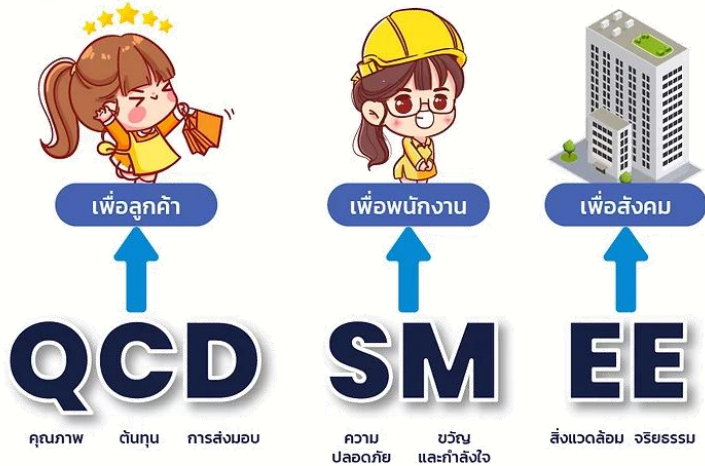 เพื่อลูกค้า เพื่อพนักงาน เพื่อสังคม
QCD SM EE
คุณภาพ ต้นทุน การส่งมอบ ความ ขวัญ สิ่งแวดล้อม จริยธรรม
ปลอดภัย และกำลังใจ